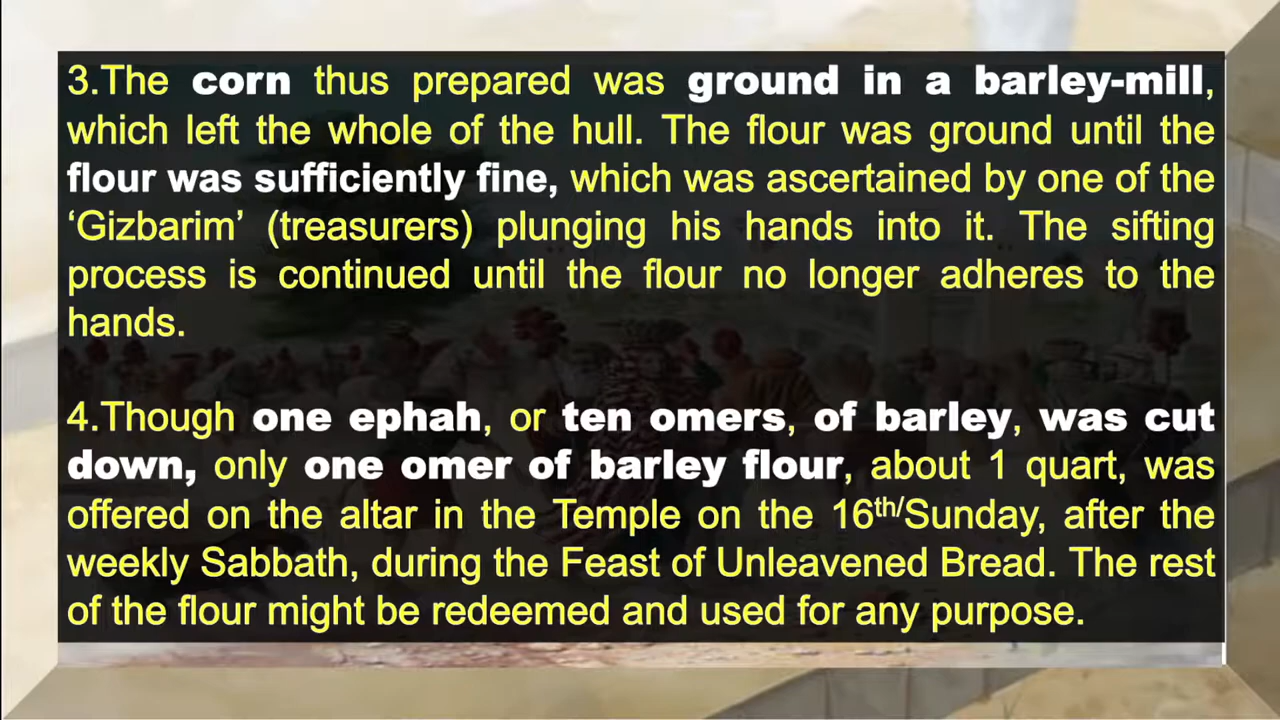 3.The corn thus prepared was ground in a barley-mill,
which left the whole of the hull. The flour was ground until the
flour was sufficiently fine, which was ascertained by one of the
‘Gizbarim’ (treasurers) plunging his hands into it. The sifting
process is continued until the flour no longer adheres to the
hands.
4.Though one ephah, or ten omers, of barley, was cut
down, only one omer of barley flour, about 1 quart, was
offered on the altar in the Temple on the 16th/Sunday, after the
weekly Sabbath, during the Feast of Unleavened Bread. The rest
of the flour might be redeemed and used for any purpose.